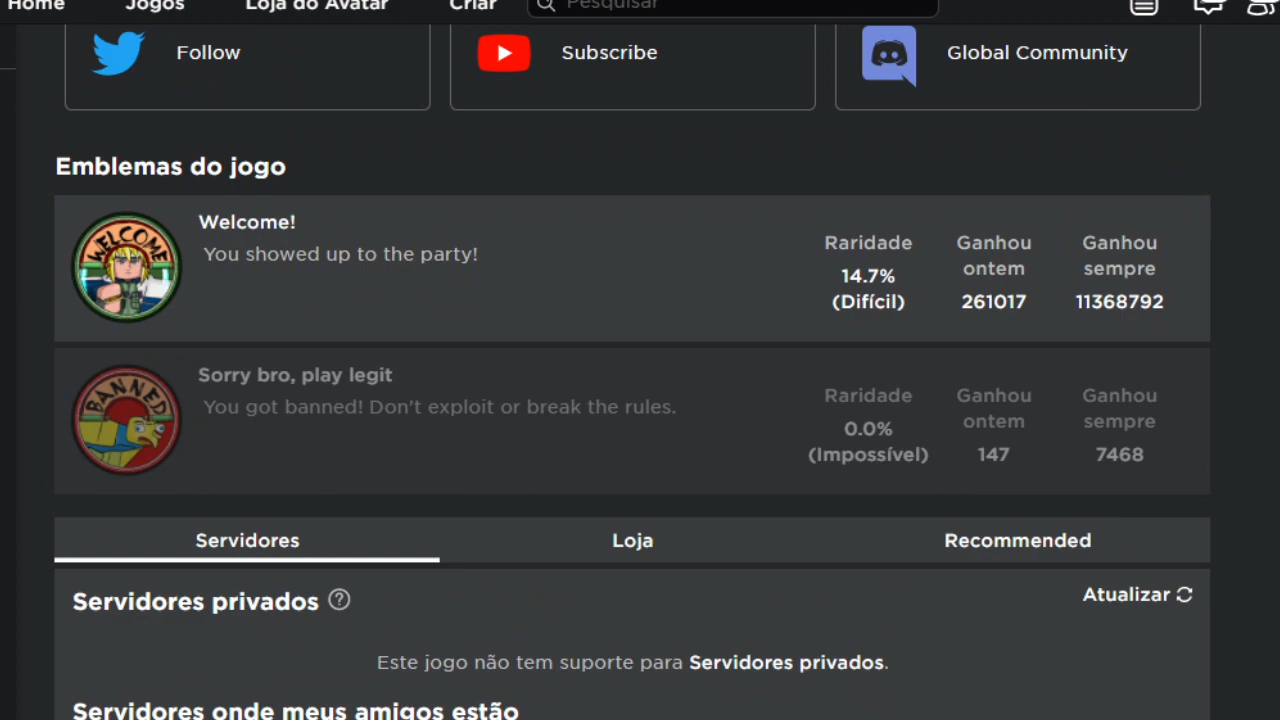 Home Jogos Loja do Avatar Criar Pesquisar
Follow Subscribe Global Community
Emblemas do jogo
WELCOME
Welcome!
You showed up to the party!
Raridade
14.7%
(Difícil)
Ganhou
ontem
261017
Ganhou
sempre
11368792
BANNED
Sorry bro, play legit
You got banned! Don't exploit or break the rules.
Raridade
0.0%
(Impossível)
Ganhou
ontem
147
Ganhou
sempre
7468
Servidores Loja Recommended
Servidores privados
Atualizar
Este jogo não tem suporte para Servidores privados.
Servidores onde meus amigos estão